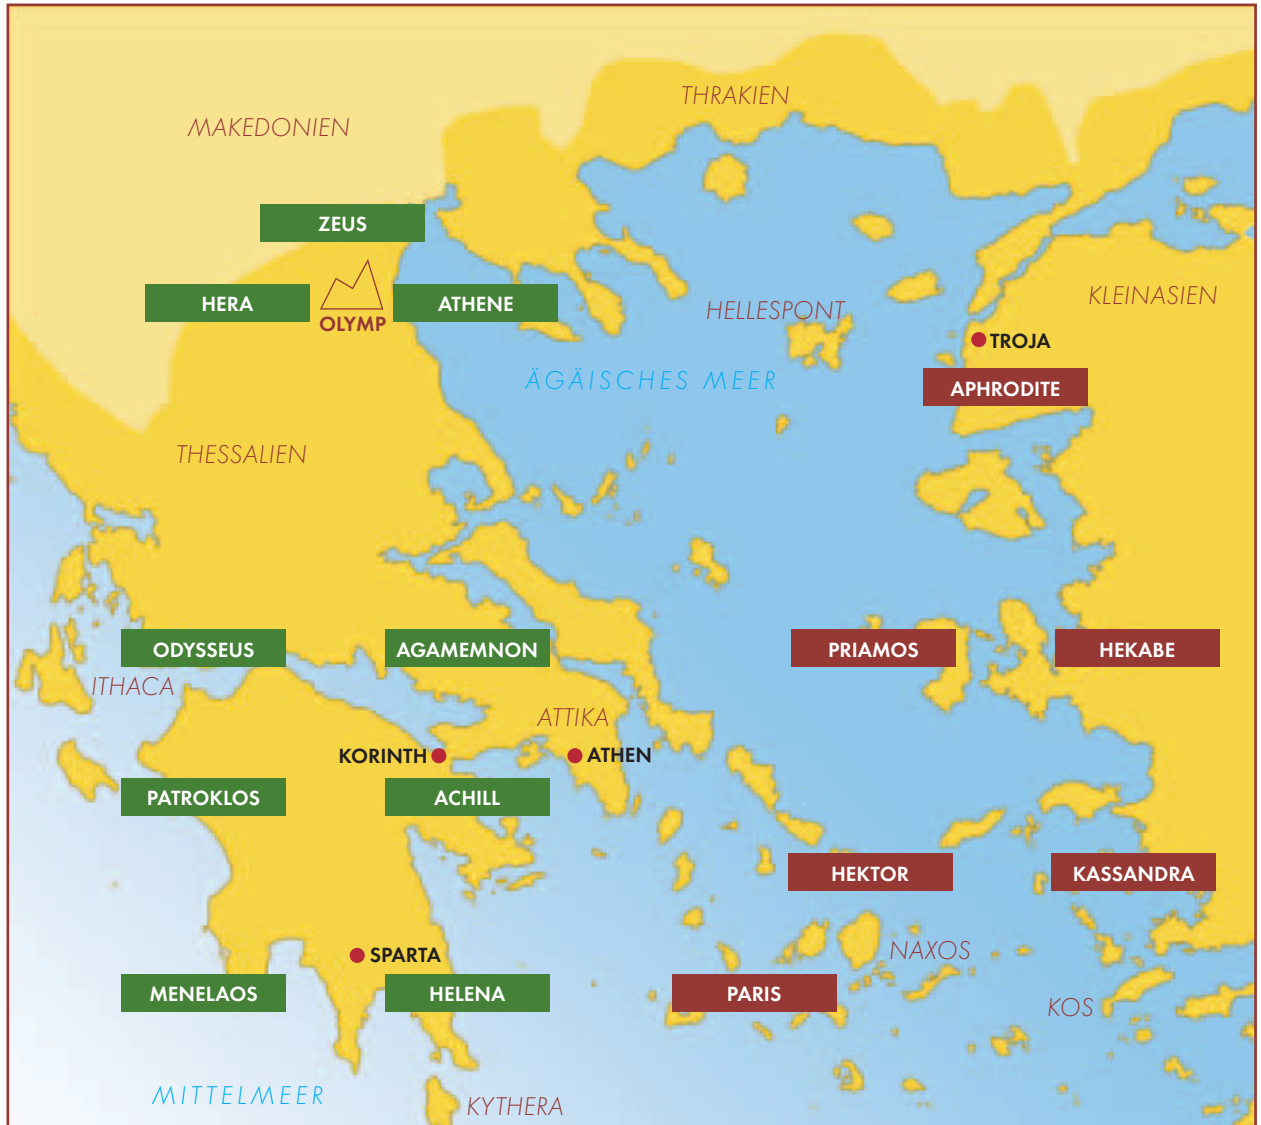 THRAKIEN
MAKEDONIEN
ZEUS
HERA
ATHENE
OLYMP
HELLESPONT
KLEINASIEN
TROJA
ÄGÄISCHES MEER
APHRODITE
THESSALIEN
ODYSSEUS
AGAMEMNON
PRIAMOS
HEKABE
ITHACA
ATTIKA
KORINTH
ATHEN
PATROKLOS
ACHILL
HEKTOR
KASSANDRA
SPARTA
NAXOS
MENELAOS
HELENA
PARIS
KOS
MITTELMEER
KYTHERA